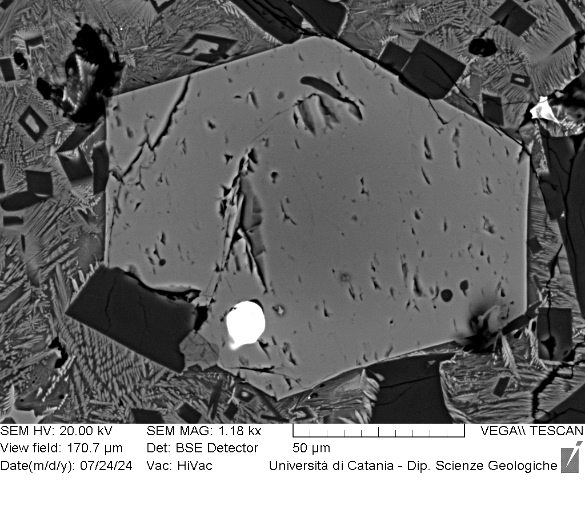 SEM HV: 20.00 kV SEM MAG: 1.18 kx VEGA\\ TESCAN
View field: 170.7 µm Det: BSE Detector 50 µm
Date(m/d/y): 07/24/24 Vac: HiVac Università di Catania - Dip. Scienze Geologiche